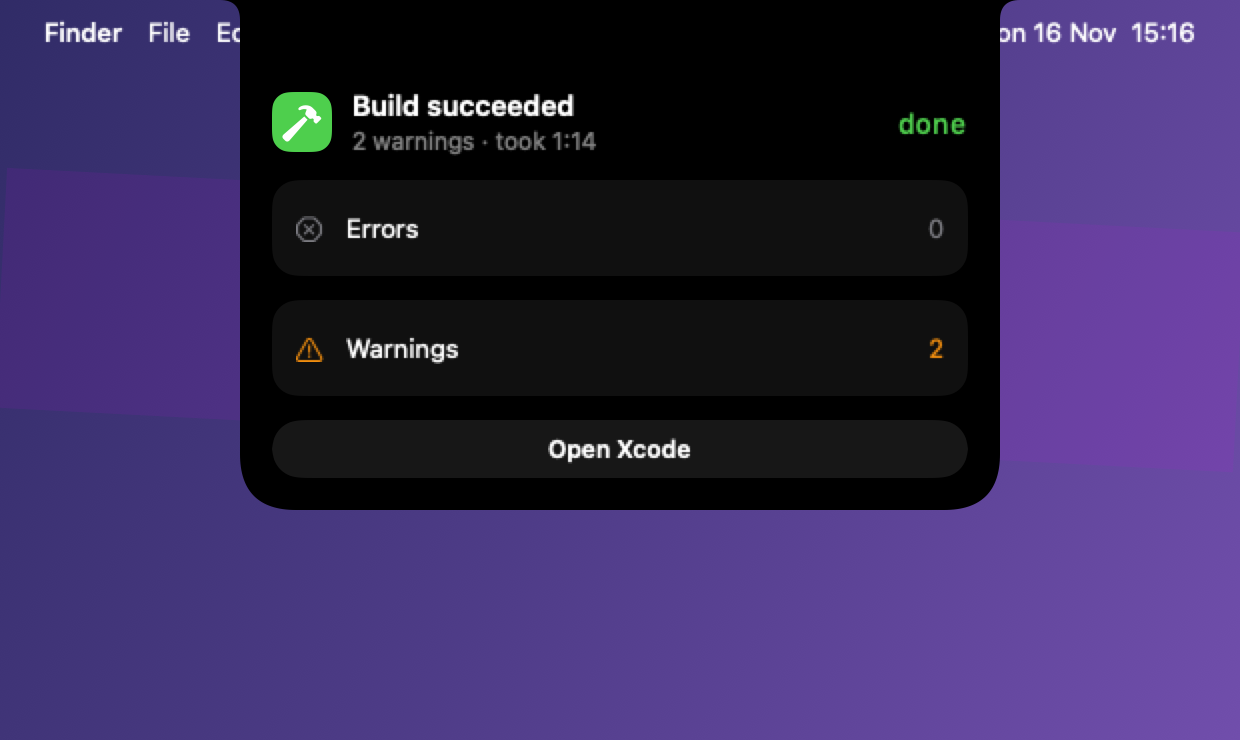 Finder File
16 Nov 15:16
Build succeeded
2 warnings · took 1:14
done
Errors 0
Warnings 2
Open Xcode